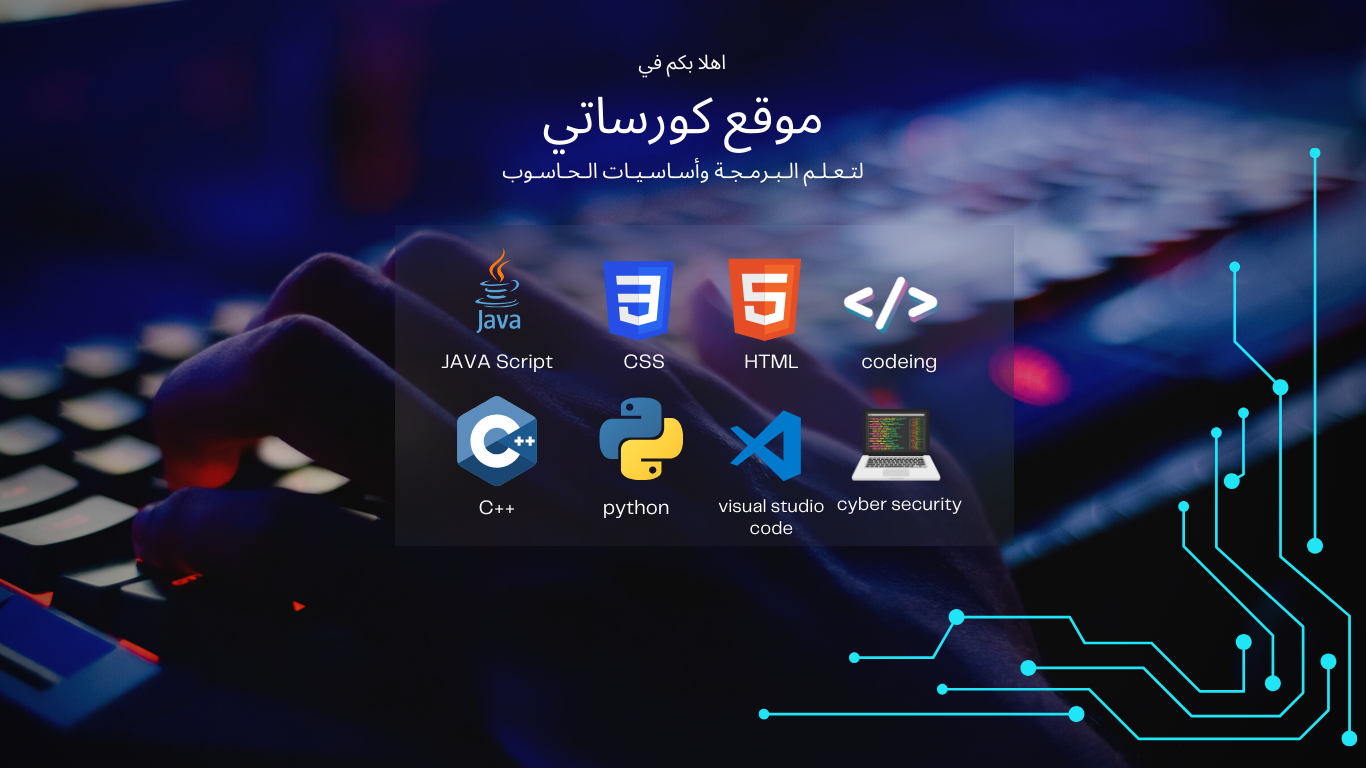 اهلا بكم في
موقع كورساتي
لتعلم البرمجة وأساسيات الحاسوب
Java
JAVA Script
CSS
HTML
codeing
C++
python
visual studio
code
cyber security